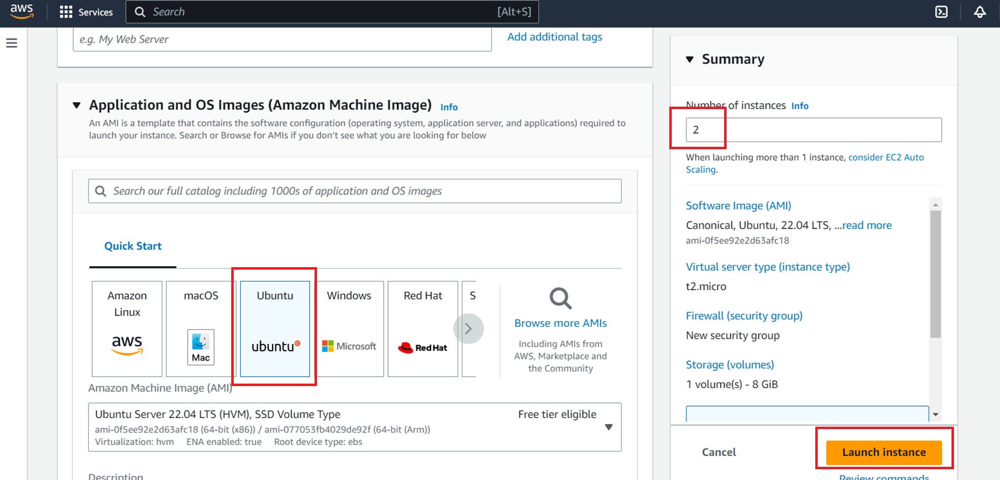 aws
Services
Search
[Alt+S]
e.g. My Web Server
Add additional tags
Application and OS Images (Amazon Machine Image) Info
An AMI is a template that contains the software configuration (operating system, application server, and applications) required to
launch your instance. Search or Browse for AMIs if you don't see what you are looking for below
Search our full catalog including 1000s of application and OS images
Quick Start
Amazon
Linux
aws
macOS
Mac
Ubuntu
ubuntu
Windows
Microsoft
Red Hat
Red Hat
S
Browse more AMIs
Including AMIs from
AWS, Marketplace and
the Community
Amazon Machine Image (AMI)
Ubuntu Server 22.04 LTS (HVM), SSD Volume Type
Free tier eligible
ami-0f5ee92e2d63afc18 (64-bit (x86)) / ami-077053fb4029de92f (64-bit (Arm))
Virtualization: hvm ENA enabled: true Root device type: ebs
Description
Summary
Number of instances Info
2
When launching more than 1 instance, consider EC2 Auto
Scaling.
Software Image (AMI)
Canonical, Ubuntu, 22.04 LTS, ...read more
ami-0f5ee92e2d63afc18
Virtual server type (instance type)
t2.micro
Firewall (security group)
New security group
Storage (volumes)
1 volume(s) - 8 GiB
Cancel
Launch instance
Review commands